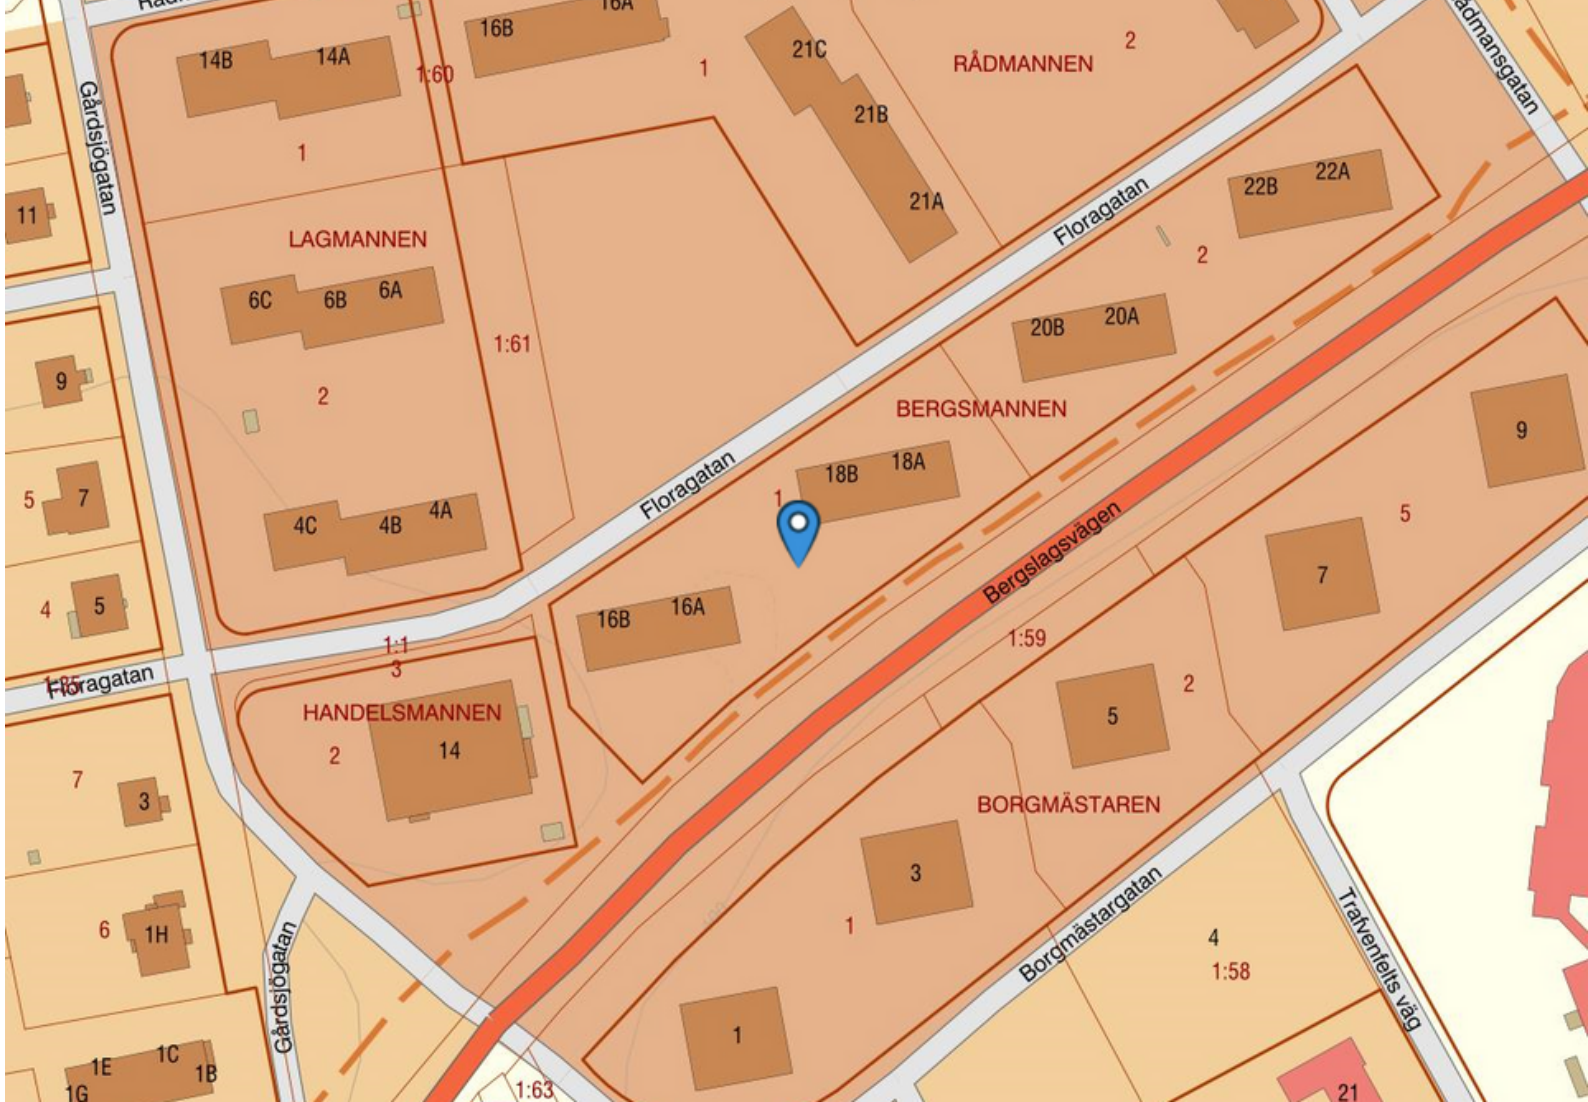 16A
16B
14B
14A
1:60
1
21C
RÅDMANNEN
2
Gårdsjögatan
Rådmansgatan
21B
1
11
LAGMANNEN
21A
Floragatan
22B
22A
2
6C
6B
6A
1:61
20B
20A
9
2
BERGSMANNEN
9
5
7
4C
4B
4A
Floragatan
1
18B
18A
Bergslagsvägen
5
7
4
5
16B
16A
1:1
3
1:59
Floragatan
1:85
HANDELSMANNEN
2
14
5
2
7
3
BORGMÄSTAREN
3
6
1H
Gårdsjögatan
1
Borgmästargatan
4
1:58
Trafvenfelts väg
1
1E
1C
1B
1G
1:63
21